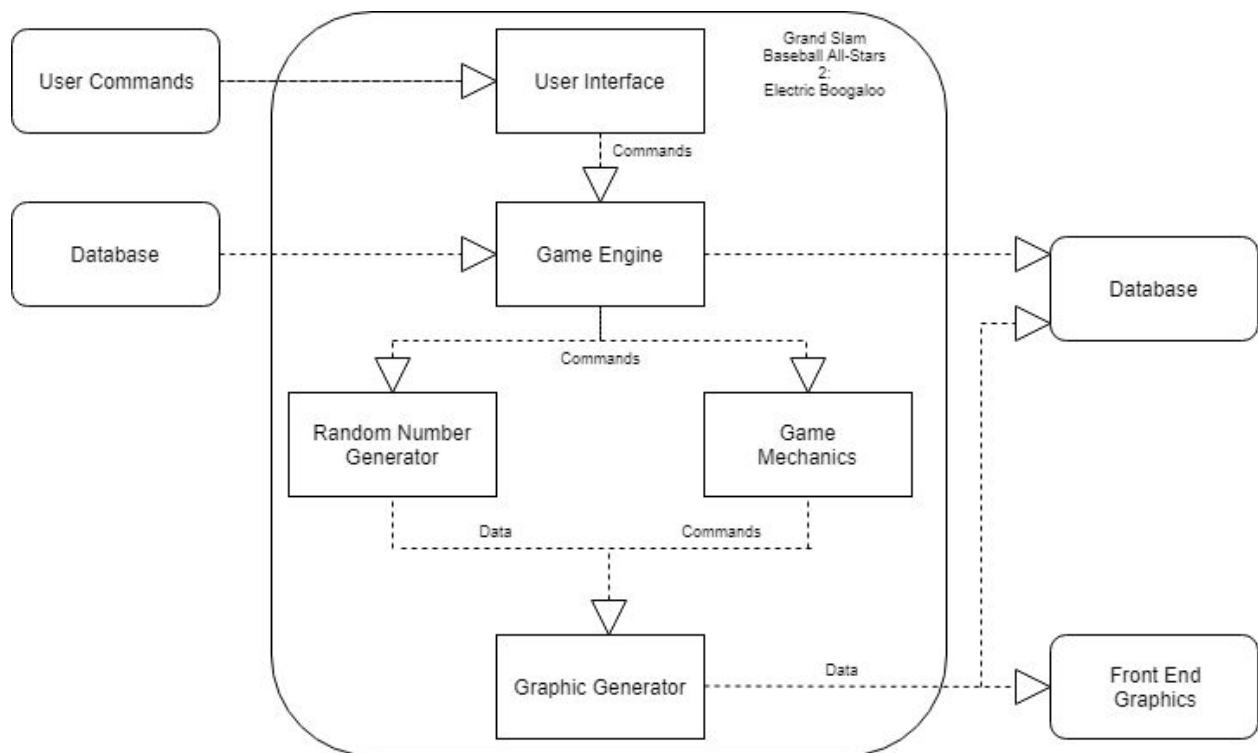 Grand Slam
Baseball All-Stars
2:
Electric Boogaloo
User Commands
User Interface
Commands
Database
Game Engine
Database
Commands
Random Number
Generator
Game
Mechanics
Data
Commands
Graphic Generator
Data
Front End
Graphics